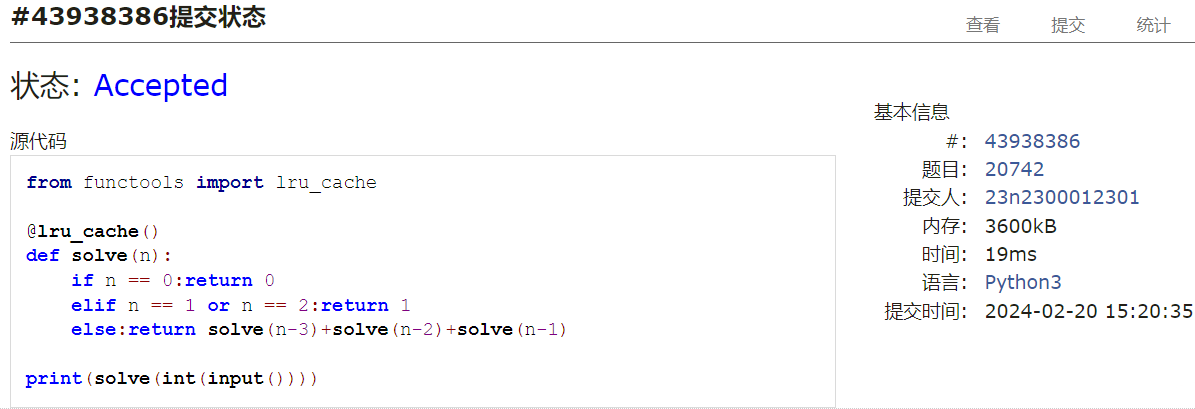 #43938386提交状态
查看 提交 统计
状态: Accepted
源代码
from functools import lru_cache
@lru_cache()
def solve(n):
    if n == 0:return 0
    elif n == 1 or n == 2:return 1
    else:return solve(n-3)+solve(n-2)+solve(n-1)
print(solve(int(input())))
基本信息
#: 43938386
题目: 20742
提交人: 23n2300012301
内存: 3600kB
时间: 19ms
语言: Python3
提交时间: 2024-02-20 15:20:35